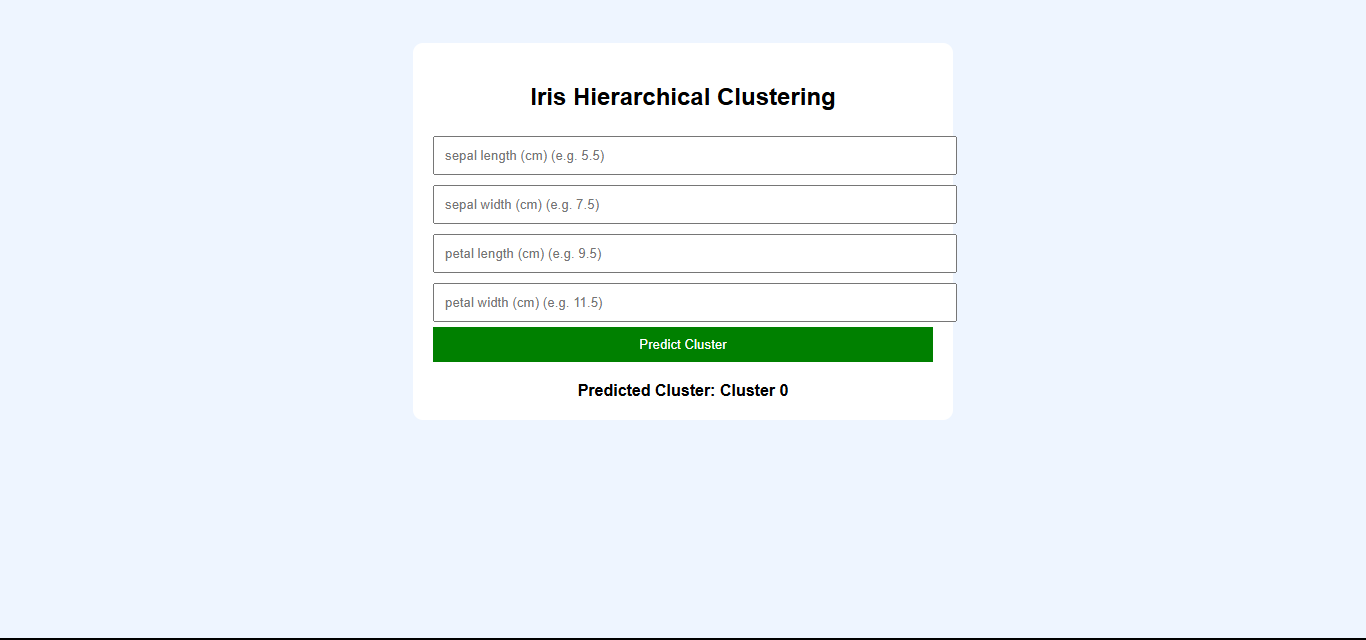 Iris Hierarchical Clustering
sepal length (cm) (e.g. 5.5)
sepal width (cm) (e.g. 7.5)
petal length (cm) (e.g. 9.5)
petal width (cm) (e.g. 11.5)
Predict Cluster
Predicted Cluster: Cluster 0